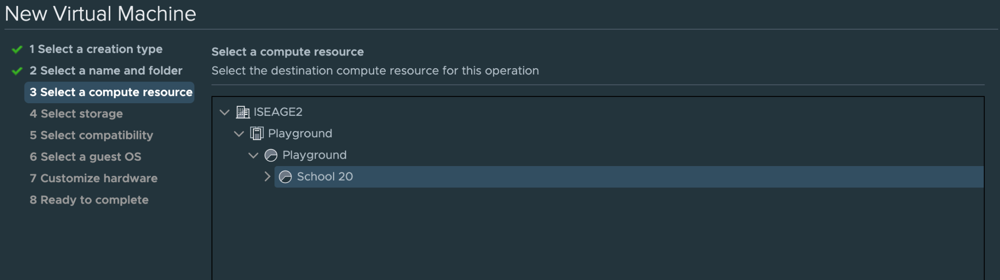 New Virtual Machine
1 Select a creation type
2 Select a name and folder
3 Select a compute resource
4 Select storage
5 Select compatibility
6 Select a guest OS
7 Customize hardware
8 Ready to complete
Select a compute resource
Select the destination compute resource for this operation
ISEAGE2
Playground
Playground
School 20